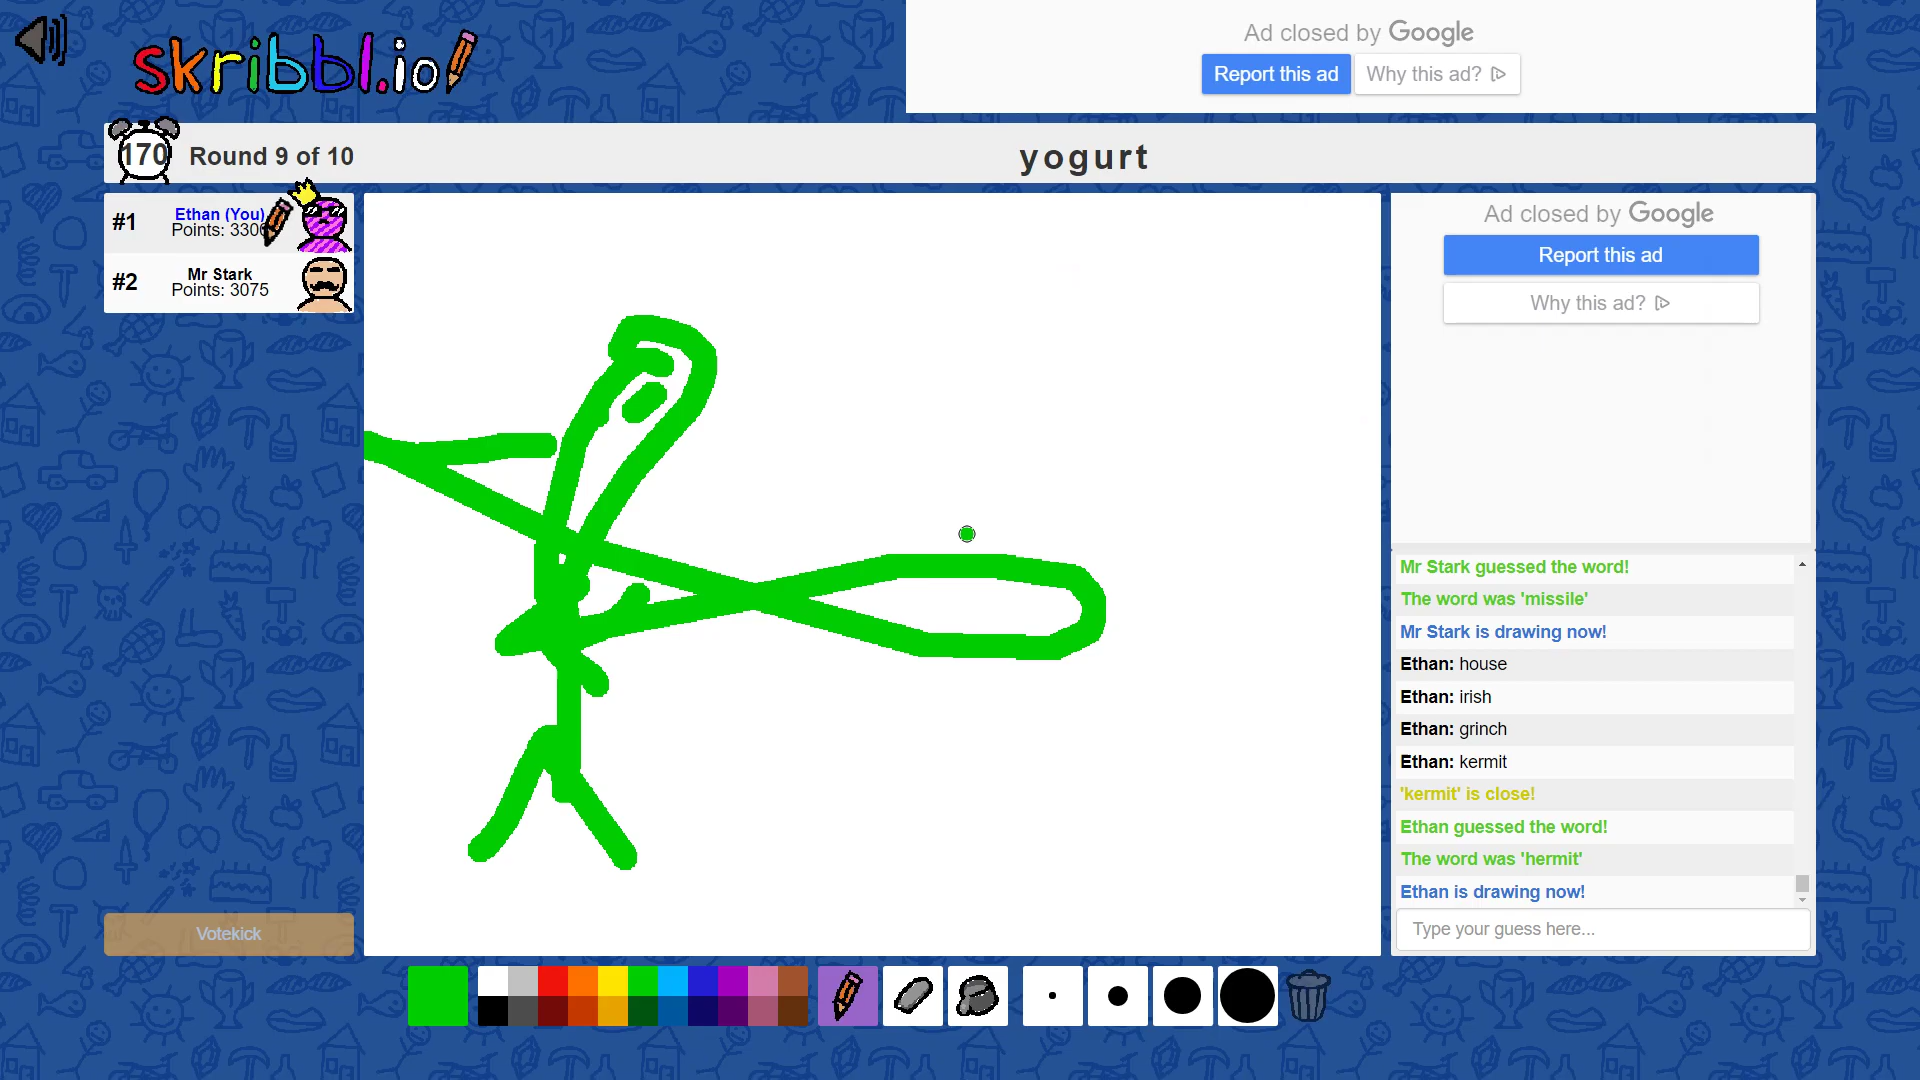 skribbl.io
Ad closed by Google
Report this ad
Why this ad?
170
Round 9 of 10
yogurt
#1
Ethan (You)
Points: 3306
#2
Mr Stark
Points: 3075
Ad closed by Google
Report this ad
Why this ad?
Mr Stark guessed the word!
The word was 'missile'
Mr Stark is drawing now!
Ethan: house
Ethan: irish
Ethan: grinch
Ethan: kermit
'kermit' is close!
Ethan guessed the word!
The word was 'hermit'
Ethan is drawing now!
Votekick
Type your guess here...